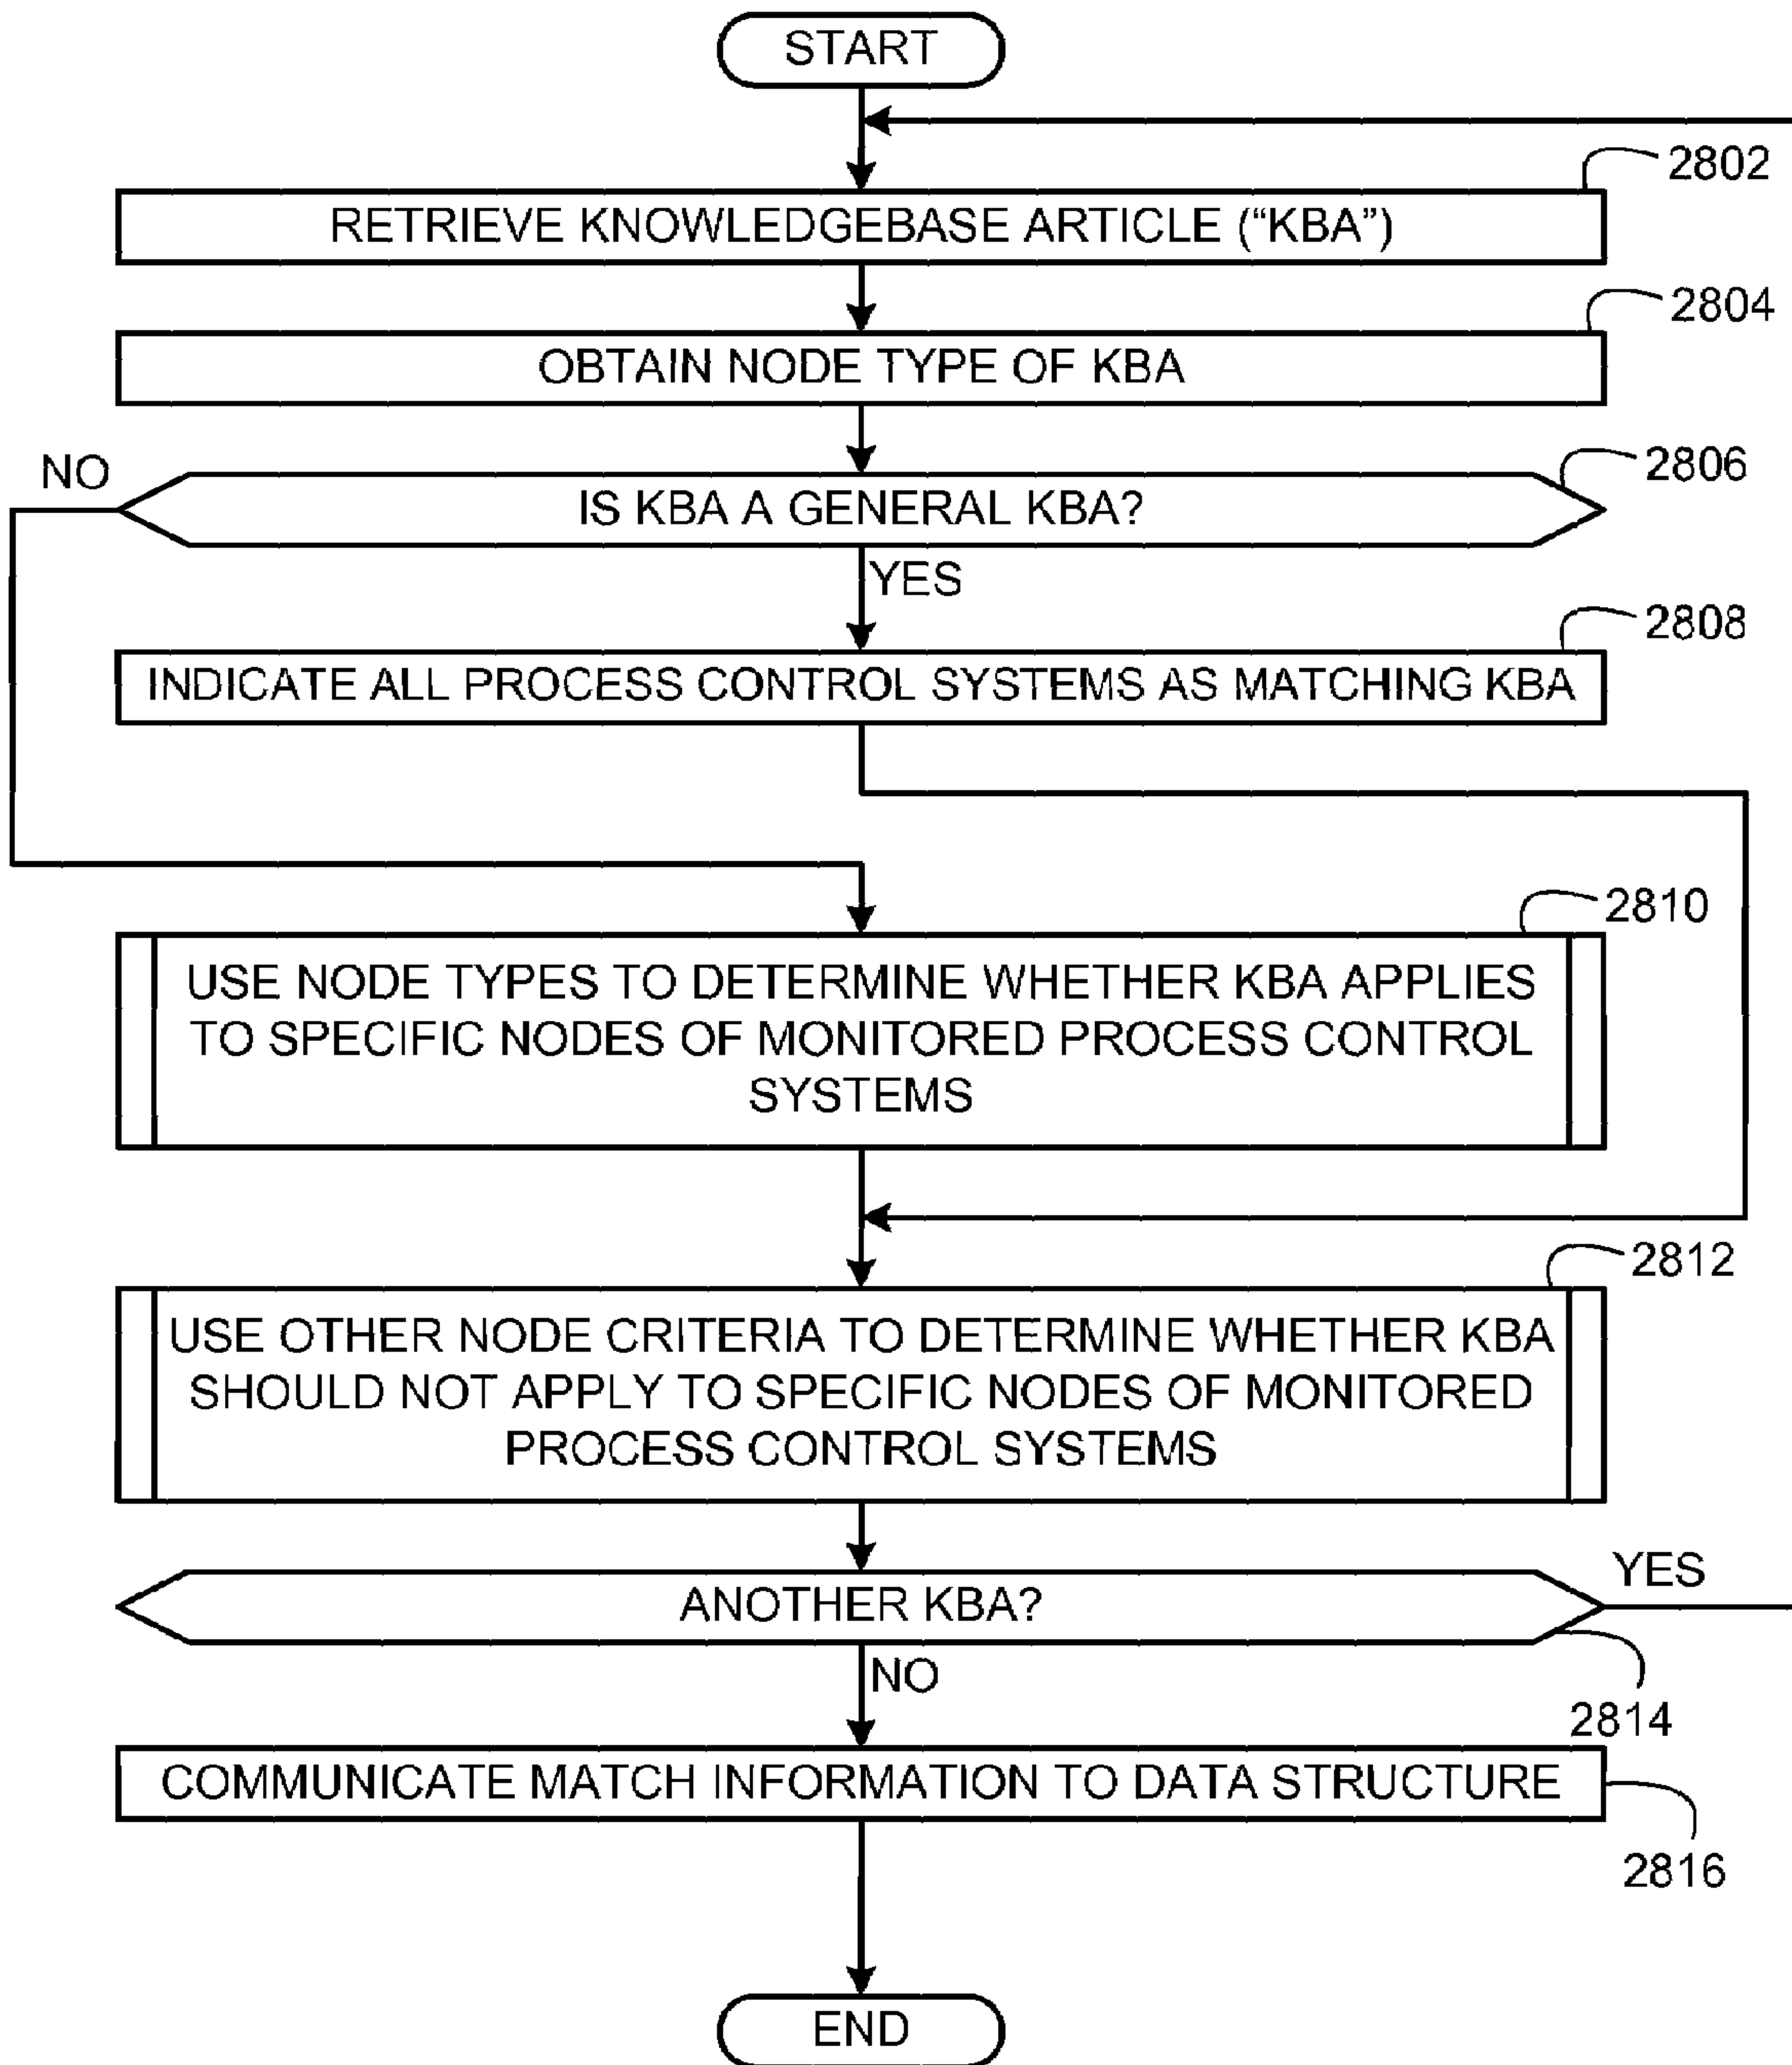 START
2802
RETRIEVE KNOWLEDGEBASE ARTICLE (“KBA”)
2804
OBTAIN NODE TYPE OF KBA
NO
2806
IS KBA A GENERAL KBA?
YES
2808
INDICATE ALL PROCESS CONTROL SYSTEMS AS MATCHING KBA
2810
USE NODE TYPES TO DETERMINE WHETHER KBA APPLIES
TO SPECIFIC NODES OF MONITORED PROCESS CONTROL
SYSTEMS
2812
USE OTHER NODE CRITERIA TO DETERMINE WHETHER KBA
SHOULD NOT APPLY TO SPECIFIC NODES OF MONITORED
PROCESS CONTROL SYSTEMS
YES
ANOTHER KBA?
NO
2814
COMMUNICATE MATCH INFORMATION TO DATA STRUCTURE
2816
END